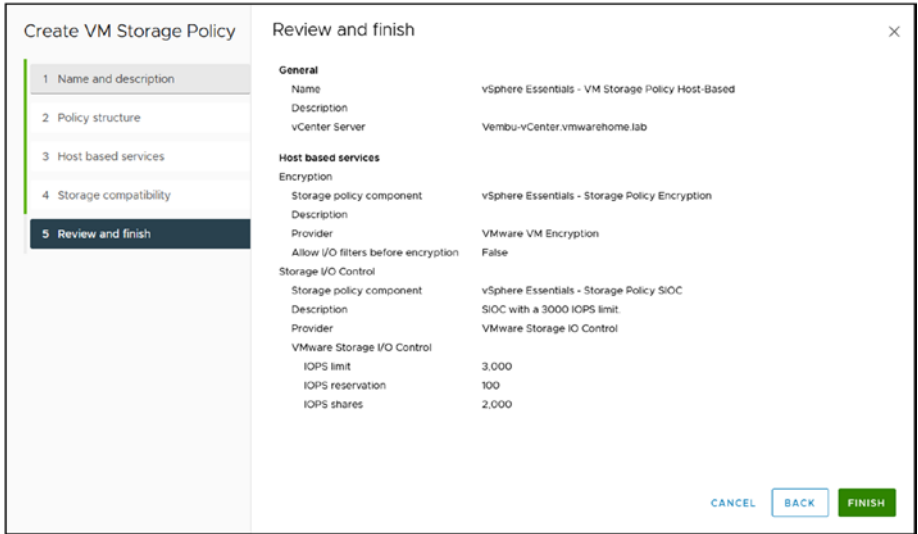 Create VM Storage Policy
1 Name and description
2 Policy structure
3 Host based services
4 Storage compatibility
5 Review and finish
Review and finish
General
Name vSphere Essentials - VM Storage Policy Host-Based
Description
vCenter Server Vembu-vCenter.vmwarehome.lab
Host based services
Encryption
Storage policy component vSphere Essentials - Storage Policy Encryption
Description
Provider VMware VM Encryption
Allow I/O filters before encryption False
Storage I/O Control
Storage policy component vSphere Essentials - Storage Policy SIOC
Description SIOC with a 3000 IOPS limit.
Provider VMware Storage IO Control
VMware Storage I/O Control
IOPS limit 3,000
IOPS reservation 100
IOPS shares 2,000
CANCEL BACK FINISH